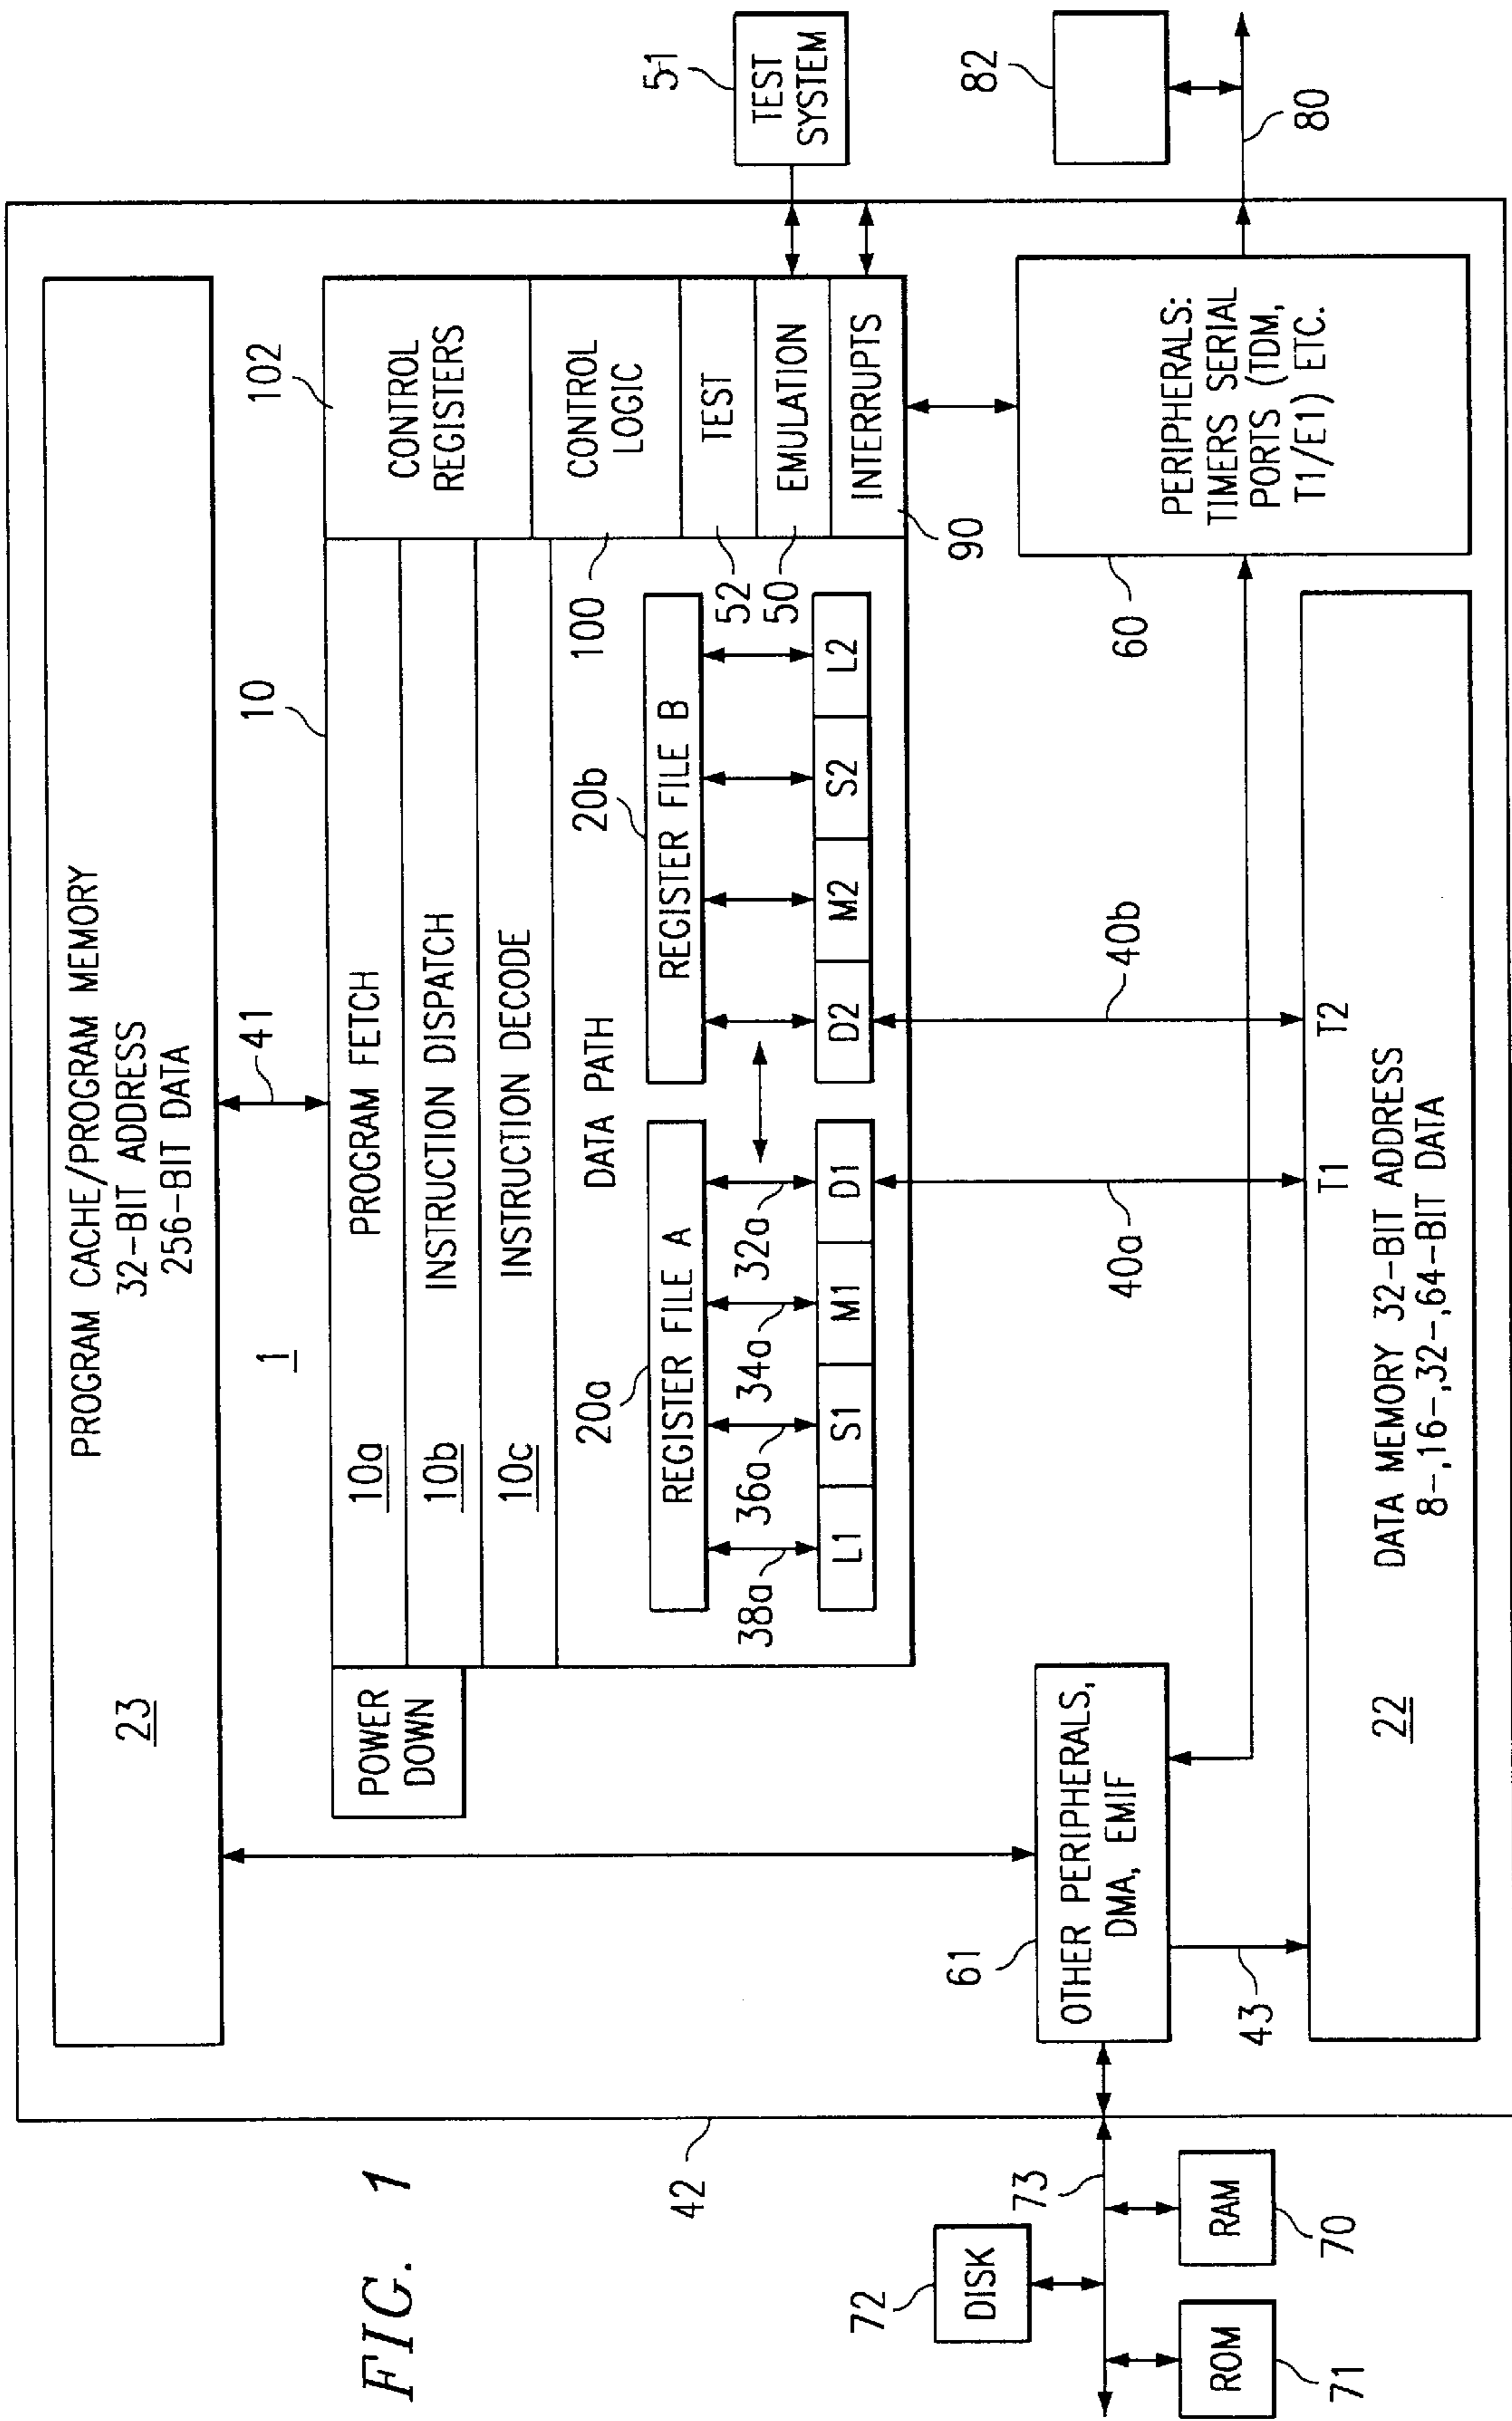 FIG. 1
42
PROGRAM CACHE/PROGRAM MEMORY
32-BIT ADDRESS
256-BIT DATA
23
41
1
10
102
POWER
DOWN
10a
PROGRAM FETCH
10b
INSTRUCTION DISPATCH
10c
INSTRUCTION DECODE
DATA PATH
CONTROL
REGISTERS
CONTROL
LOGIC
100
TEST
52
EMULATION
50
INTERRUPTS
90
20a
REGISTER FILE A
20b
REGISTER FILE B
38a
36a
34a
32a
L1
S1
M1
D1
D2
M2
S2
L2
51
TEST
SYSTEM
82
80
72
DISK
73
ROM
71
RAM
70
61
OTHER PERIPHERALS,
DMA, EMIF
43
40a
40b
60
PERIPHERALS:
TIMERS SERIAL
PORTS (TDM,
T1/E1) ETC.
T1
T2
22
DATA MEMORY 32-BIT ADDRESS
8-,16-,32-,64-BIT DATA